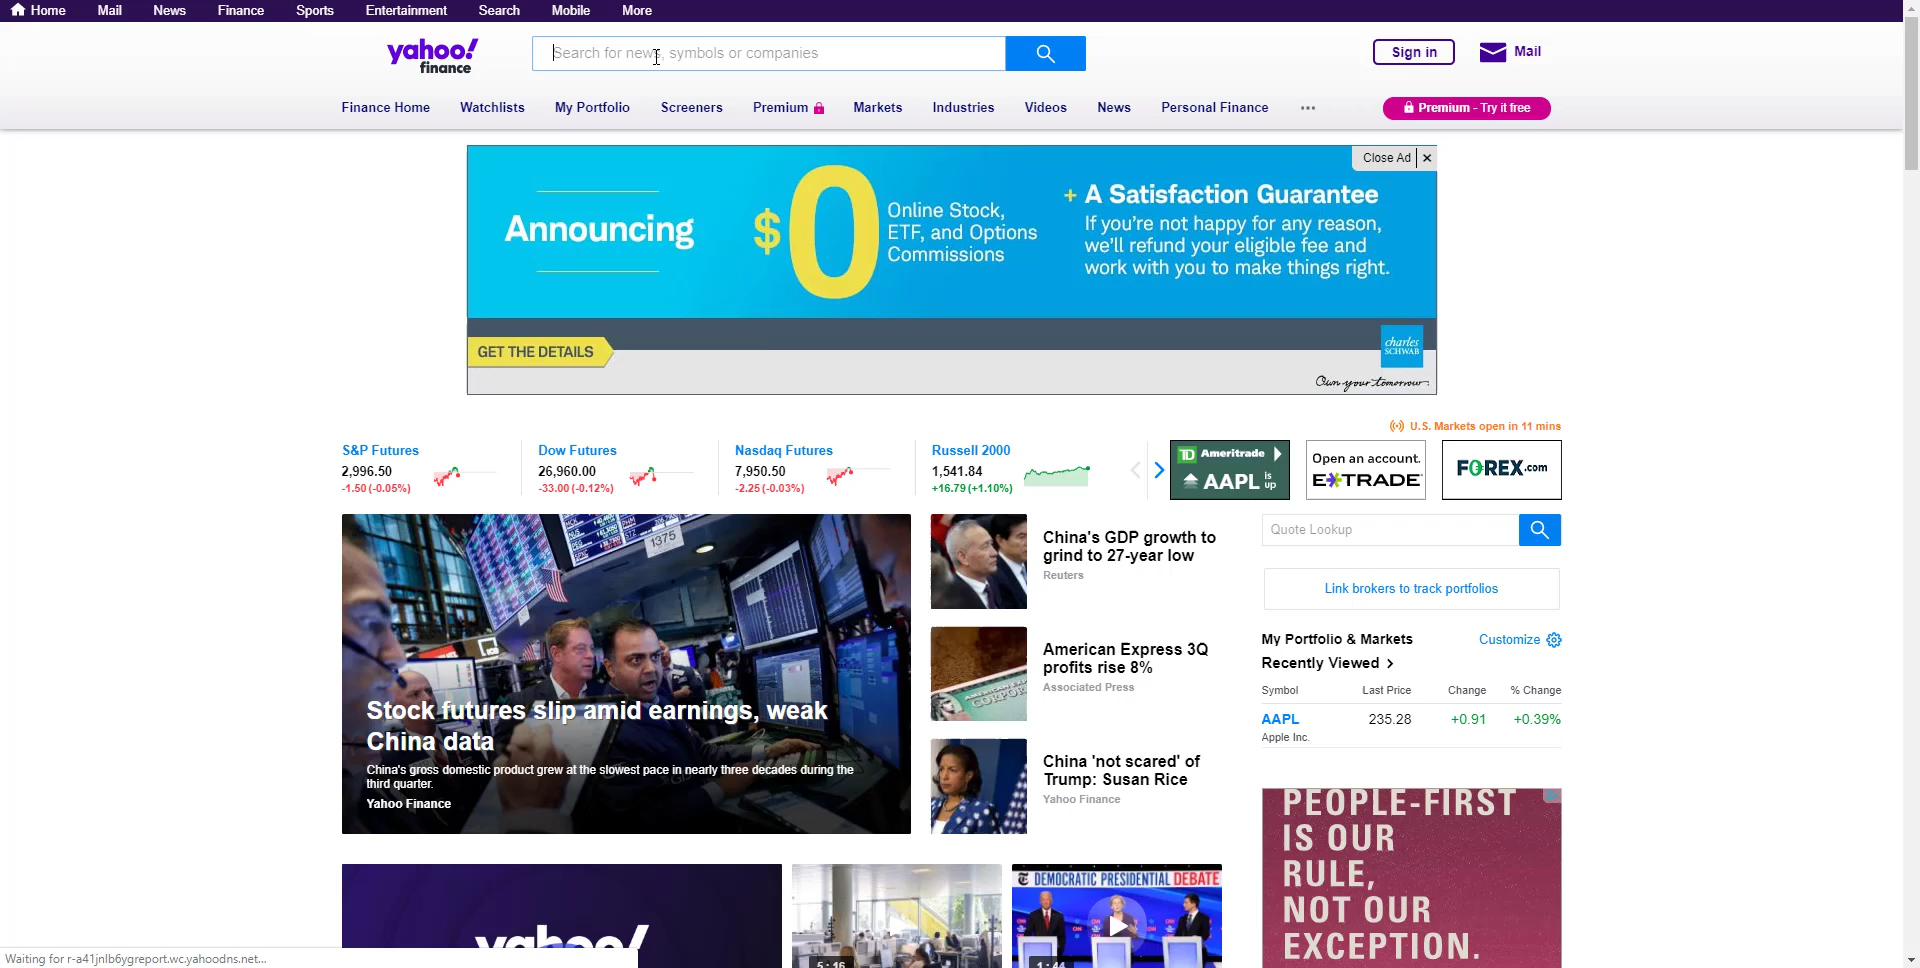 Home Mail News Finance Sports Entertainment Search Mobile More
yahoo!
finance
Search for news, symbols or companies
Sign in
Mail
Finance Home Watchlists My Portfolio Screeners Premium Markets Industries Videos News Personal Finance ...
Premium - Try it free
Close Ad
Announcing
$0
Online Stock,
ETF, and Options
Commissions
+ A Satisfaction Guarantee
If you're not happy for any reason,
we'll refund your eligible fee and
work with you to make things right.
GET THE DETAILS
charles
SCHWAB
Own your tomorrow.
U.S. Markets open in 11 mins
S&P Futures
2,996.50
-1.50 (-0.05%)
Dow Futures
26,960.00
-33.00 (-0.12%)
Nasdaq Futures
7,950.50
-2.25 (-0.03%)
Russell 2000
1,541.84
+16.79 (+1.10%)
TD Ameritrade
AAPL is up
Open an account.
E*TRADE
FOREX.com
1375
Stock futures slip amid earnings, weak
China data
China's gross domestic product grew at the slowest pace in nearly three decades during the
third quarter.
Yahoo Finance
China's GDP growth to
grind to 27-year low
Reuters
American Express 3Q
profits rise 8%
Associated Press
China 'not scared' of
Trump: Susan Rice
Yahoo Finance
Quote Lookup
Link brokers to track portfolios
My Portfolio & Markets
Customize
Recently Viewed >
Symbol Last Price Change % Change
AAPL 235.28 +0.91 +0.39%
Apple Inc.
PEOPLE-FIRST
IS OUR
RULE,
NOT OUR
EXCEPTION.
yahoo!
5:16
DEMOCRATIC PRESIDENTIAL DEBATE
1:44
Waiting for r-a41jnlb6ygreport.wc.yahoodns.net...